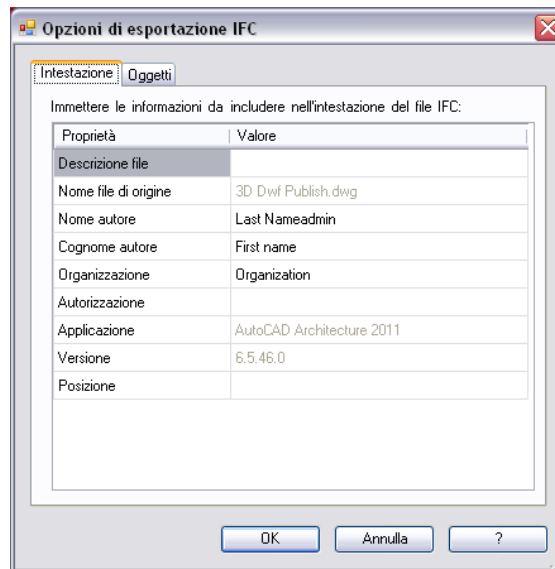 Opzioni di esportazione IFC
Intestazione Oggetti
Immettere le informazioni da includere nell'intestazione del file IFC:
Proprietà Valore
Descrizione file
Nome file di origine 3D Dwf Publish.dwg
Nome autore Last Nameadmin
Cognome autore First name
Organizzazione Organization
Autorizzazione
Applicazione AutoCAD Architecture 2011
Versione 6.5.46.0
Posizione
OK Annulla ?